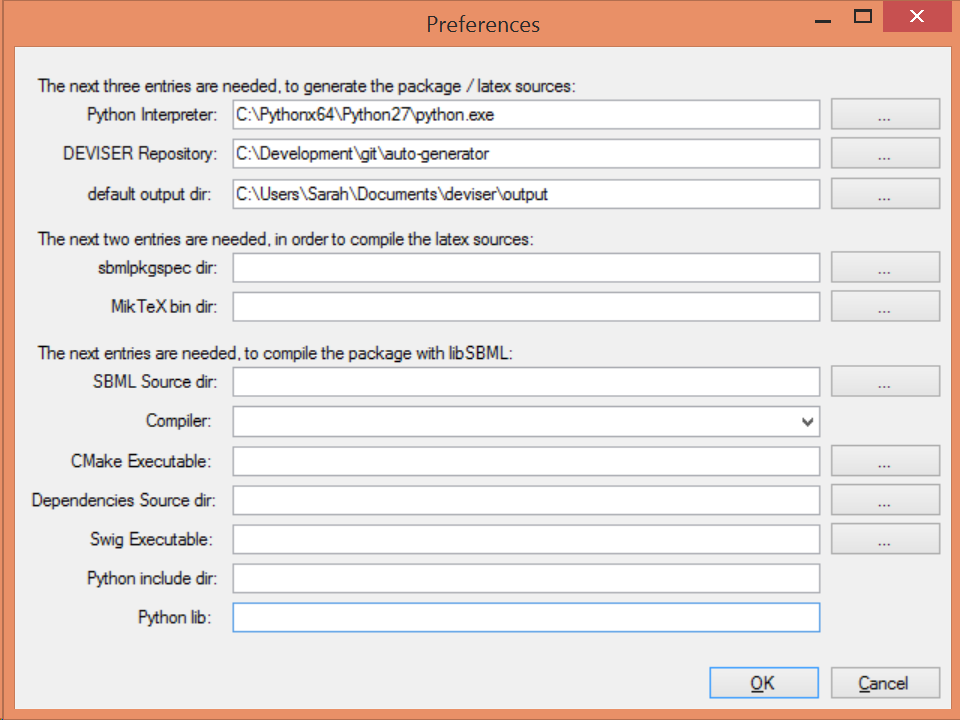 Preferences
The next three entries are needed, to generate the package / latex sources:
Python Interpreter: C:\Pythonx64\Python27\python.exe ...
DEVISER Repository: C:\Development\git\auto-generator ...
default output dir: C:\Users\Sarah\Documents\deviser\output ...
The next two entries are needed, in order to compile the latex sources:
sbmlpkgspec dir: ...
MikTeX bin dir: ...
The next entries are needed, to compile the package with libSBML:
SBML Source dir: ...
Compiler:
CMake Executable: ...
Dependencies Source dir: ...
Swig Executable: ...
Python include dir:
Python lib:
OK Cancel